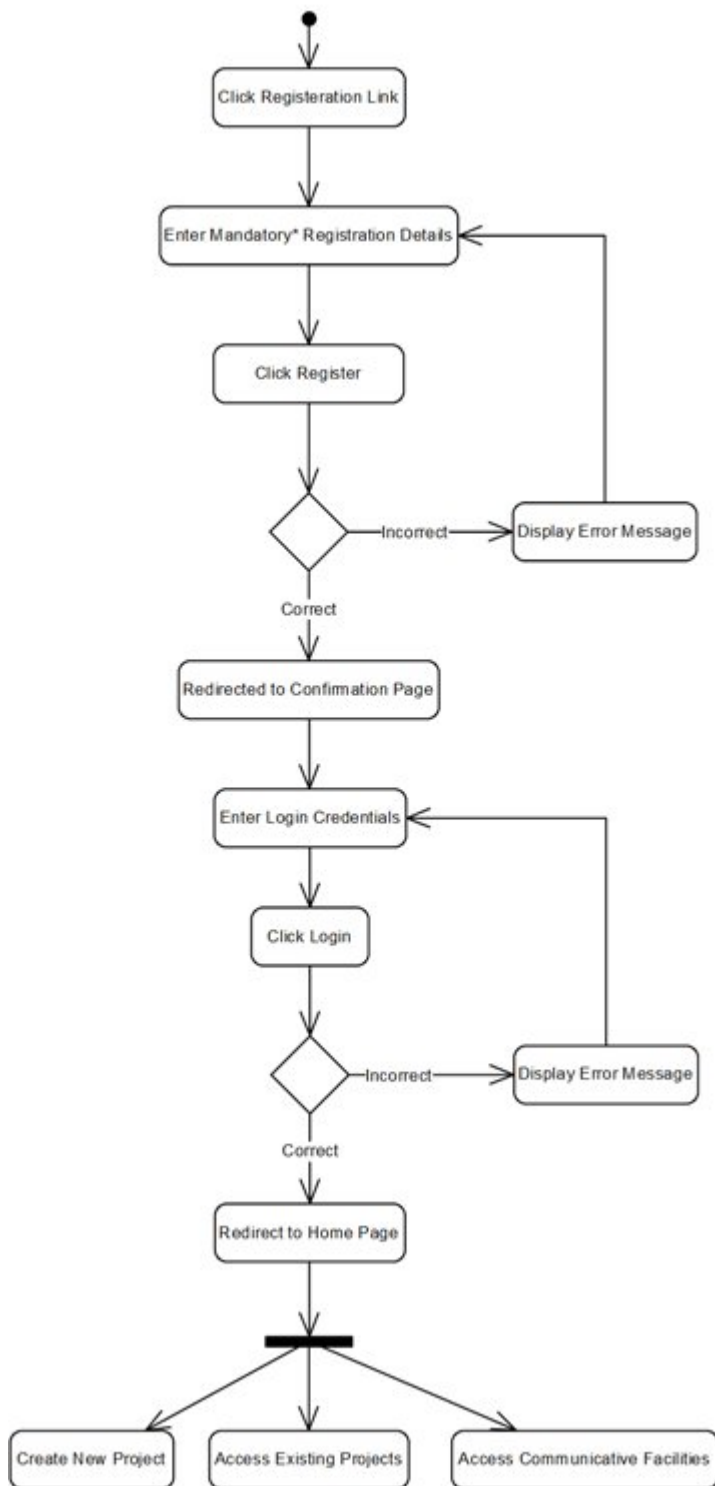 Click Registeration Link
Enter Mandatory* Registration Details
Click Register
Incorrect
Display Error Message
Correct
Redirected to Confirmation Page
Enter Login Credentials
Click Login
Incorrect
Display Error Message
Correct
Redirect to Home Page
Create New Project
Access Existing Projects
Access Communicative Facilities